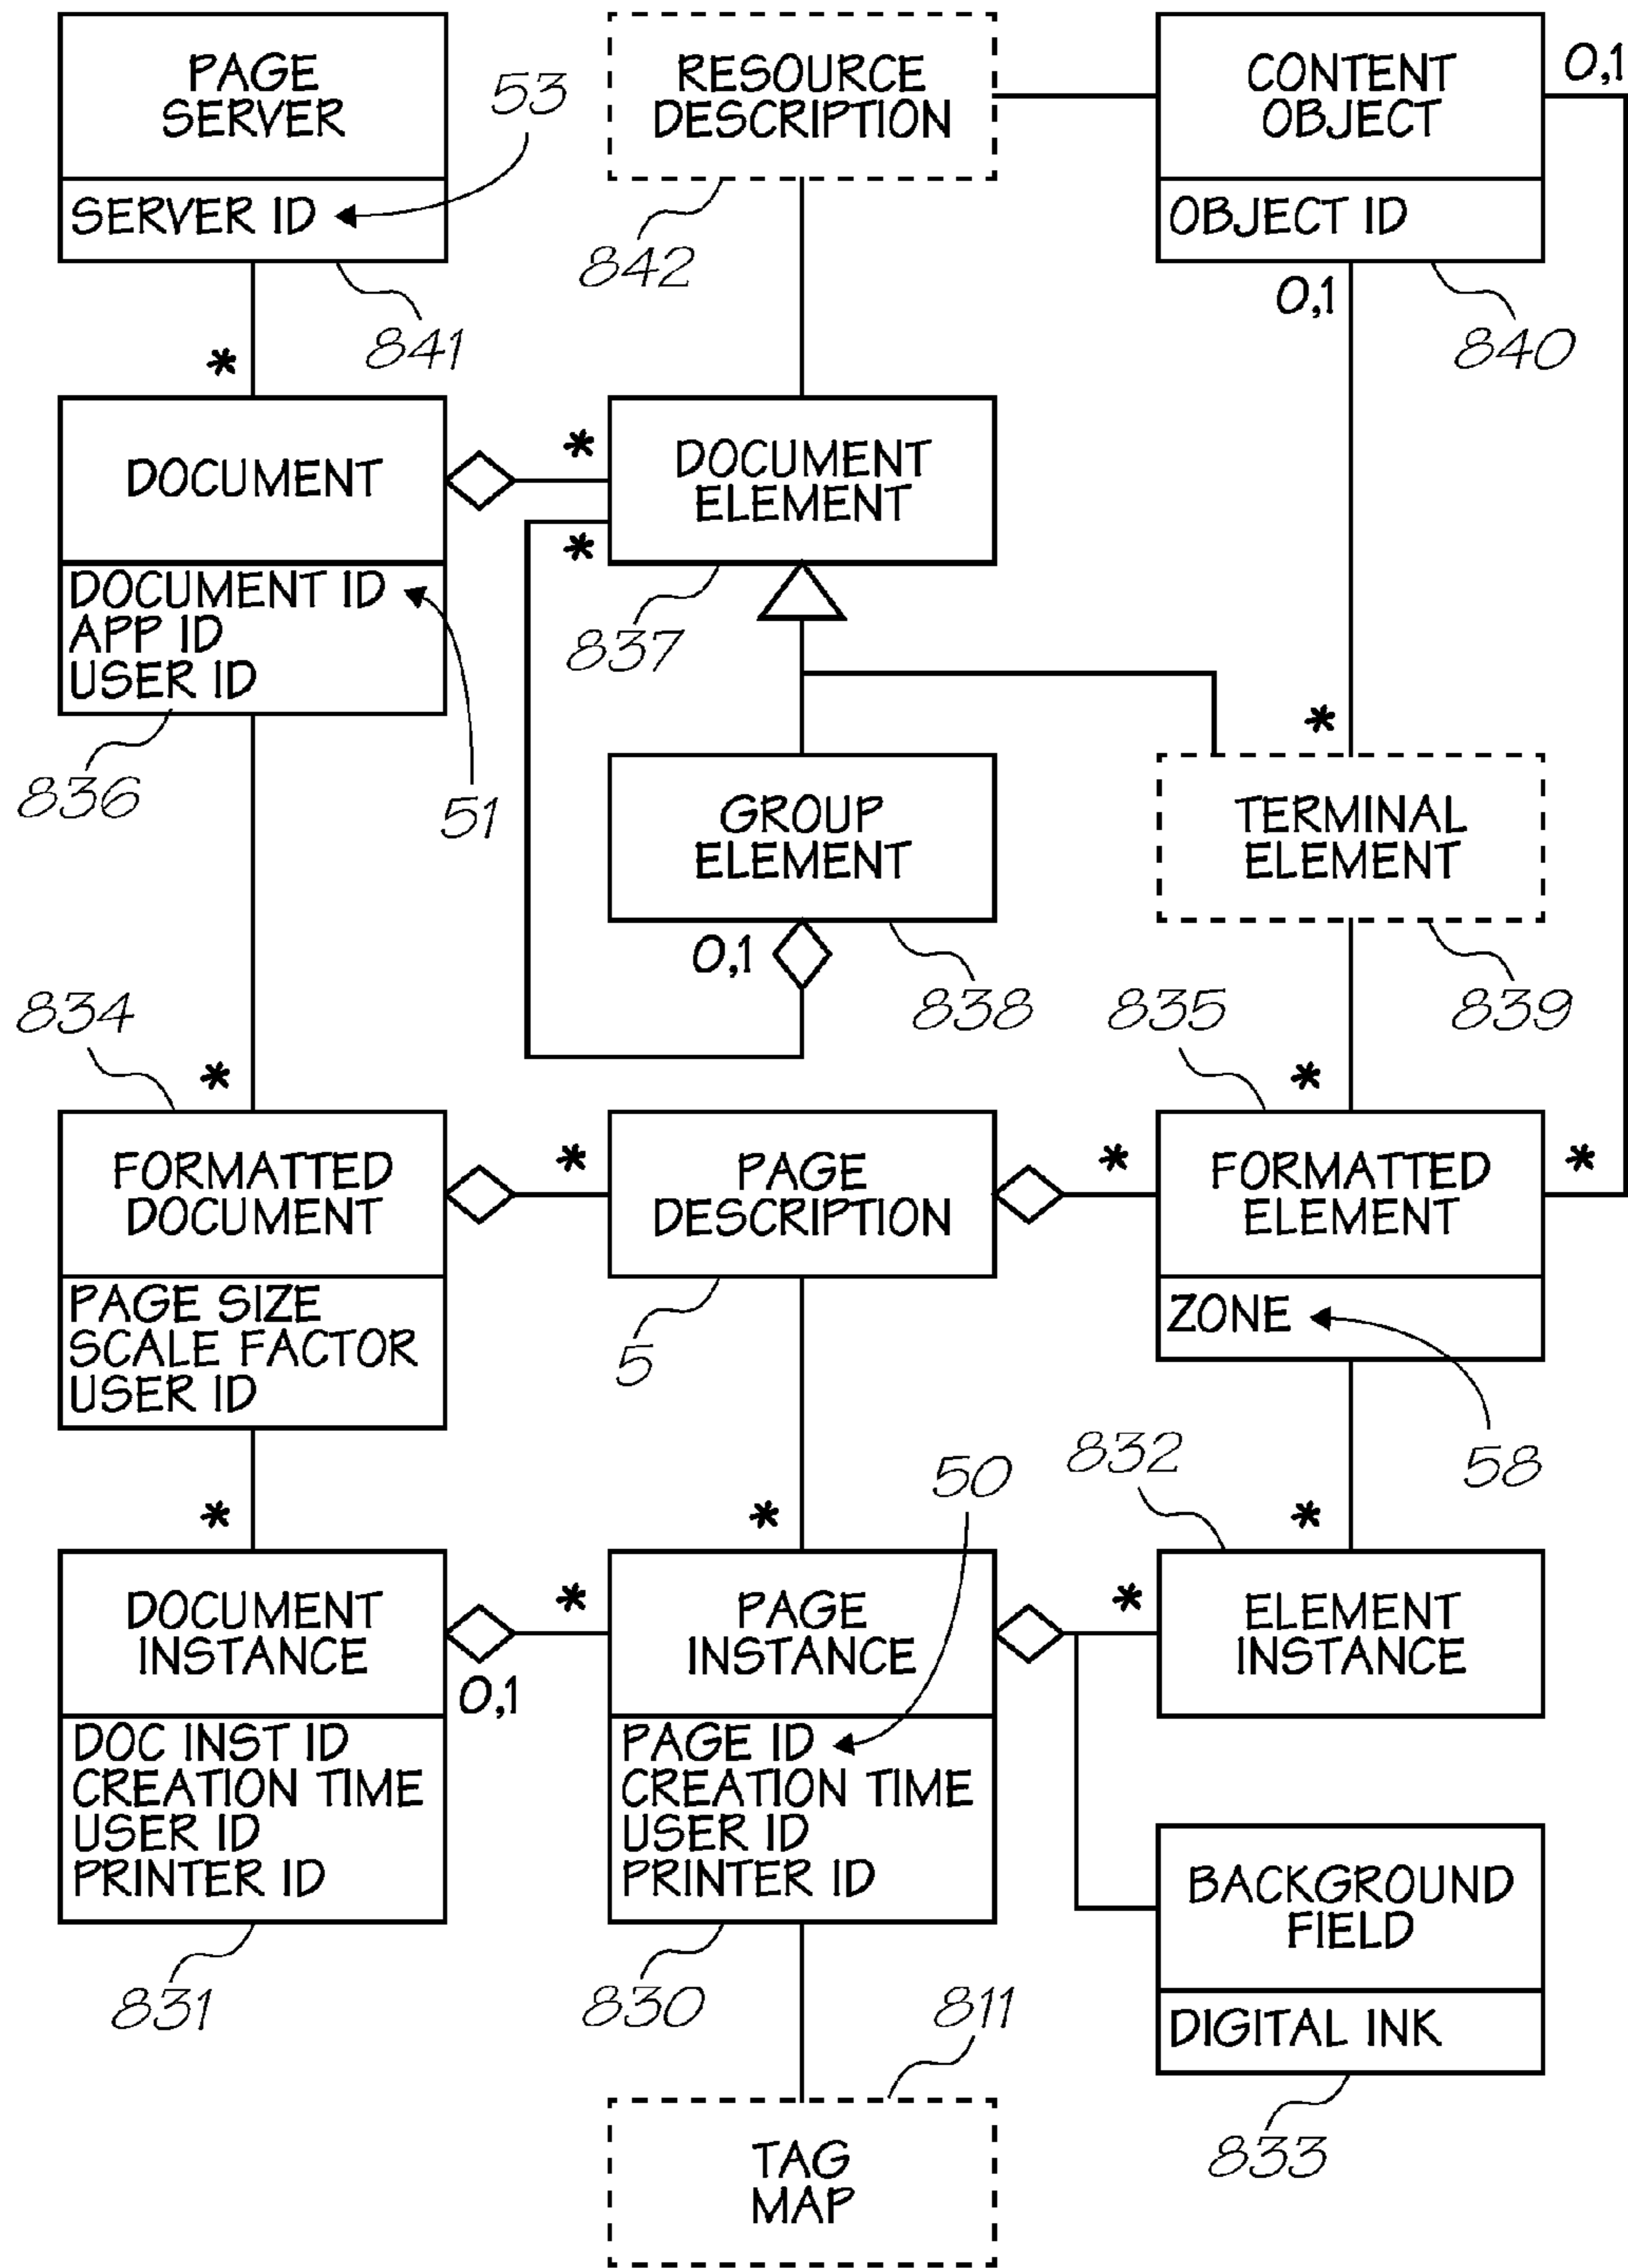 PAGE
SERVER
SERVER ID
53
841
RESOURCE
DESCRIPTION
842
CONTENT
OBJECT
OBJECT ID
0,1
0,1
840
*
DOCUMENT
DOCUMENT ID
APP ID
USER ID
836
51
*
*
DOCUMENT
ELEMENT
837
GROUP
ELEMENT
0,1
838
*
TERMINAL
ELEMENT
839
834
*
FORMATTED
DOCUMENT
PAGE SIZE
SCALE FACTOR
USER ID
*
PAGE
DESCRIPTION
5
*
835
*
FORMATTED
ELEMENT
ZONE
*
58
*
DOCUMENT
INSTANCE
DOC INST ID
CREATION TIME
USER ID
PRINTER ID
831
0,1
*
*
50
PAGE
INSTANCE
PAGE ID
CREATION TIME
USER ID
PRINTER ID
830
832
*
*
ELEMENT
INSTANCE
BACKGROUND
FIELD
DIGITAL INK
833
811
TAG
MAP